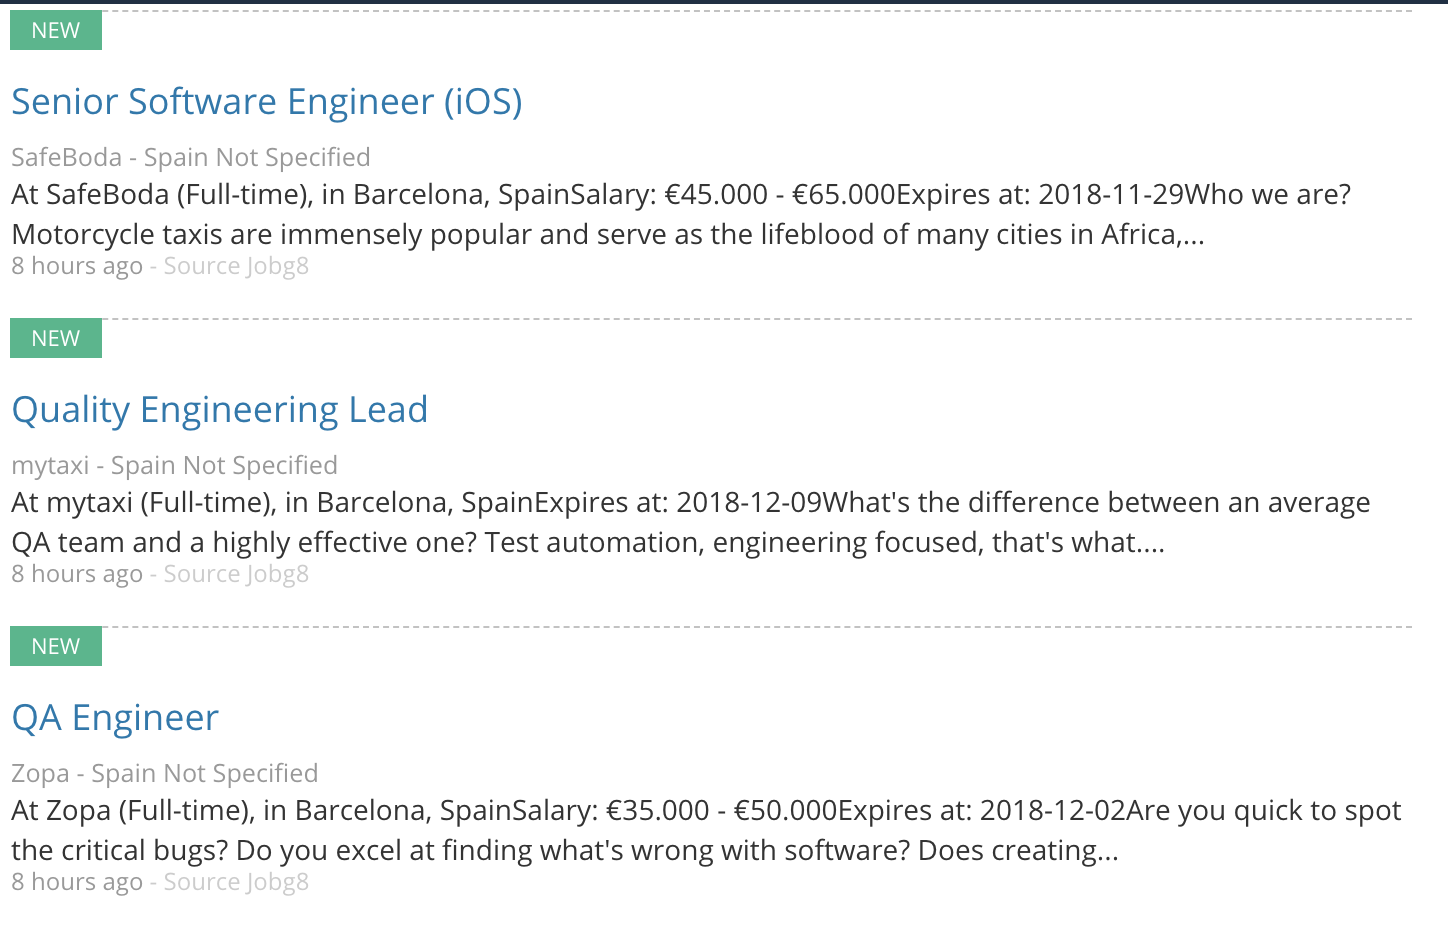 NEW
Senior Software Engineer (iOS)
SafeBoda - Spain Not Specified
At SafeBoda (Full-time), in Barcelona, SpainSalary: €45.000 - €65.000Expires at: 2018-11-29Who we are?
Motorcycle taxis are immensely popular and serve as the lifeblood of many cities in Africa,...
8 hours ago - Source Jobg8
NEW
Quality Engineering Lead
mytaxi - Spain Not Specified
At mytaxi (Full-time), in Barcelona, SpainExpires at: 2018-12-09What's the difference between an average
QA team and a highly effective one? Test automation, engineering focused, that's what....
8 hours ago - Source Jobg8
NEW
QA Engineer
Zopa - Spain Not Specified
At Zopa (Full-time), in Barcelona, SpainSalary: €35.000 - €50.000Expires at: 2018-12-02Are you quick to spot
the critical bugs? Do you excel at finding what's wrong with software? Does creating...
8 hours ago - Source Jobg8